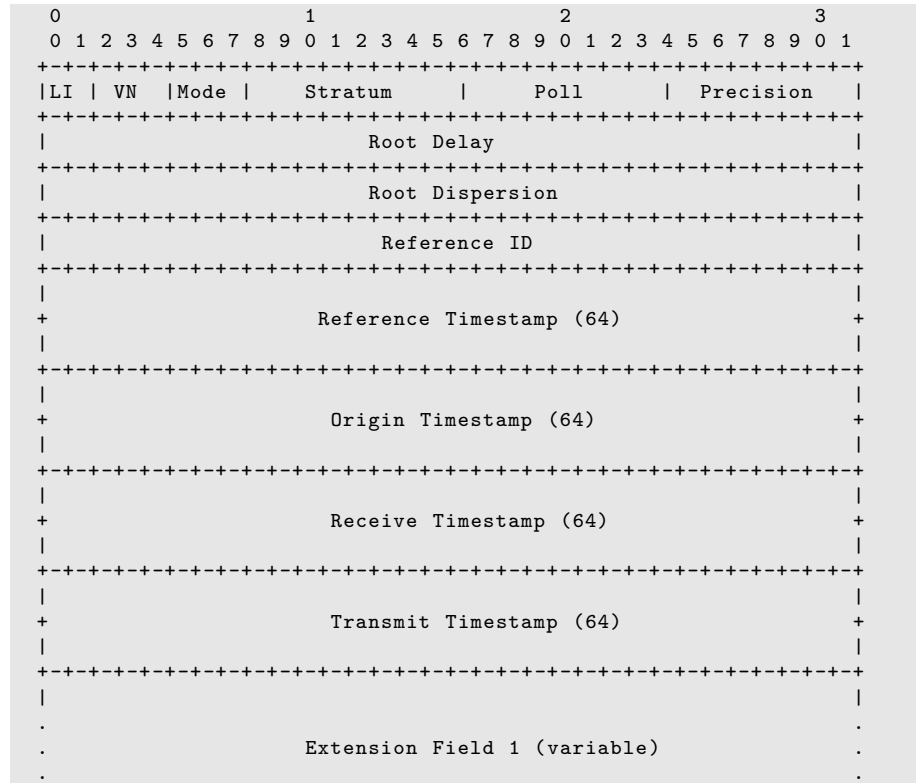 0                   1                   2                   3
 0 1 2 3 4 5 6 7 8 9 0 1 2 3 4 5 6 7 8 9 0 1 2 3 4 5 6 7 8 9 0 1
+-+-+-+-+-+-+-+-+-+-+-+-+-+-+-+-+-+-+-+-+-+-+-+-+-+-+-+-+-+-+-+-+
|LI | VN  |Mode |    Stratum     |     Poll      |  Precision   |
+-+-+-+-+-+-+-+-+-+-+-+-+-+-+-+-+-+-+-+-+-+-+-+-+-+-+-+-+-+-+-+-+
|                         Root Delay                            |
+-+-+-+-+-+-+-+-+-+-+-+-+-+-+-+-+-+-+-+-+-+-+-+-+-+-+-+-+-+-+-+-+
|                         Root Dispersion                       |
+-+-+-+-+-+-+-+-+-+-+-+-+-+-+-+-+-+-+-+-+-+-+-+-+-+-+-+-+-+-+-+-+
|                          Reference ID                         |
+-+-+-+-+-+-+-+-+-+-+-+-+-+-+-+-+-+-+-+-+-+-+-+-+-+-+-+-+-+-+-+-+
|                                                               |
+                     Reference Timestamp (64)                  +
|                                                               |
+-+-+-+-+-+-+-+-+-+-+-+-+-+-+-+-+-+-+-+-+-+-+-+-+-+-+-+-+-+-+-+-+
|                                                               |
+                      Origin Timestamp (64)                    +
|                                                               |
+-+-+-+-+-+-+-+-+-+-+-+-+-+-+-+-+-+-+-+-+-+-+-+-+-+-+-+-+-+-+-+-+
|                                                               |
+                      Receive Timestamp (64)                   +
|                                                               |
+-+-+-+-+-+-+-+-+-+-+-+-+-+-+-+-+-+-+-+-+-+-+-+-+-+-+-+-+-+-+-+-+
|                                                               |
+                      Transmit Timestamp (64)                  +
|                                                               |
+-+-+-+-+-+-+-+-+-+-+-+-+-+-+-+-+-+-+-+-+-+-+-+-+-+-+-+-+-+-+-+-+
|                                                               |
.                                                               .
.                    Extension Field 1 (variable)               .
.                                                               .